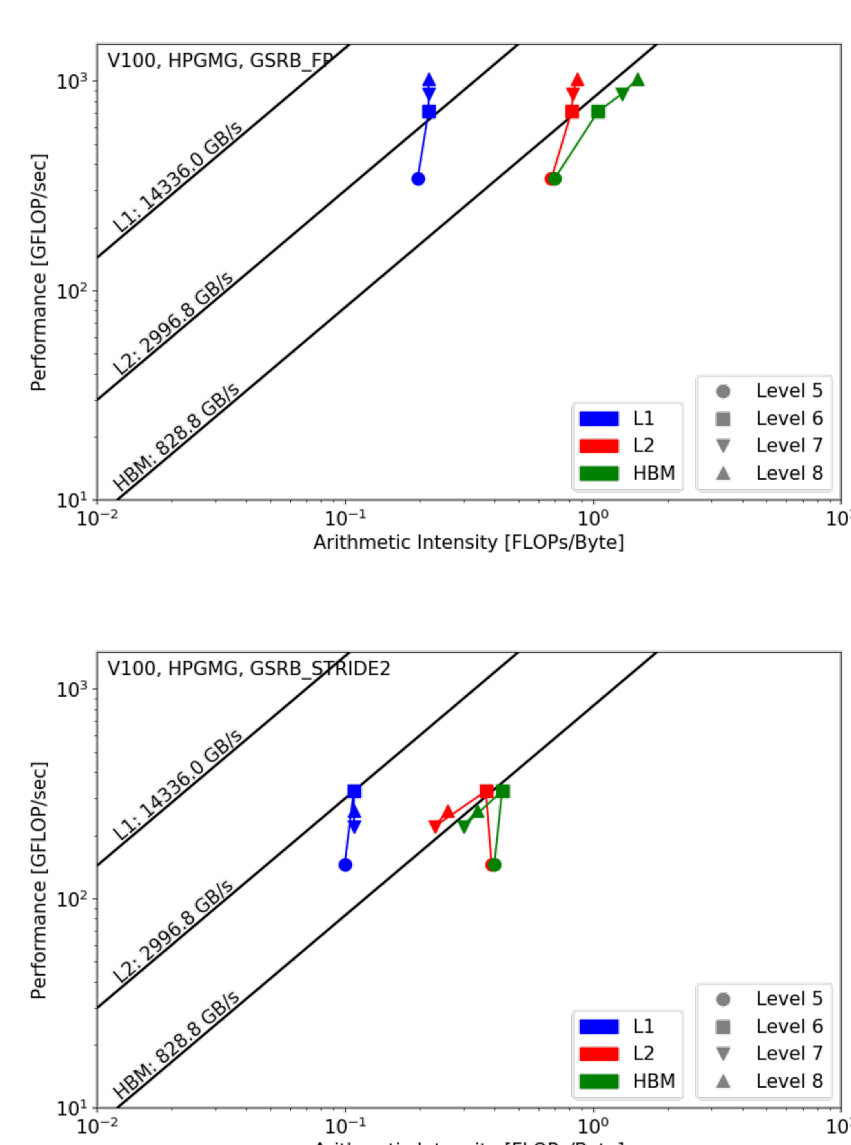 V100, HPGMG, GSRB_FP
10³
10²
10¹
Performance [GFLOP/sec]
L1: 14336.0 GB/s
L2: 2996.8 GB/s
HBM: 828.8 GB/s
L1
L2
HBM
Level 5
Level 6
Level 7
Level 8
10⁻²
10⁻¹
10⁰
Arithmetic Intensity [FLOPs/Byte]
V100, HPGMG, GSRB_STRIDE2
10³
10²
10¹
Performance [GFLOP/sec]
L1: 14336.0 GB/s
L2: 2996.8 GB/s
HBM: 828.8 GB/s
L1
L2
HBM
Level 5
Level 6
Level 7
Level 8
10⁻²
10⁻¹
10⁰
Arithmetic Intensity [FLOPs/Byte]